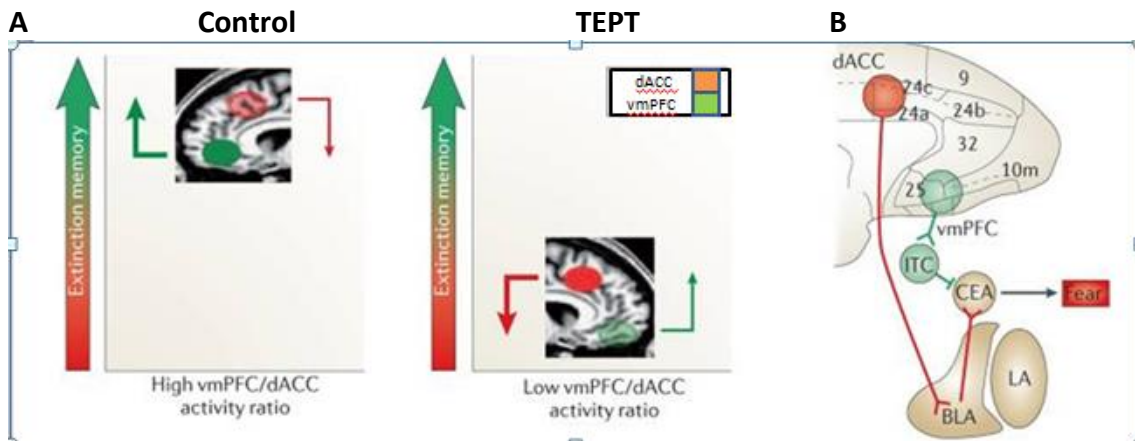 A
Control
TEPT
B
Extinction memory
High vmPFC/dACC
activity ratio
Extinction memory
dACC
vmPFC
Low vmPFC/dACC
activity ratio
dACC
24c
9
24a
24b
32
10m
25
vmPFC
ITC
CEA
Fear
LA
BLA